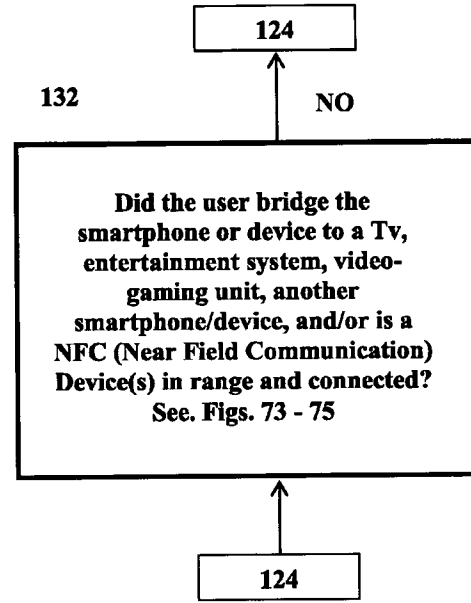 124
132
NO
Did the user bridge the
smartphone or device to a Tv,
entertainment system, video-
gaming unit, another
smartphone/device, and/or is a
NFC (Near Field Communication)
Device(s) in range and connected?
See. Figs. 73 - 75
124